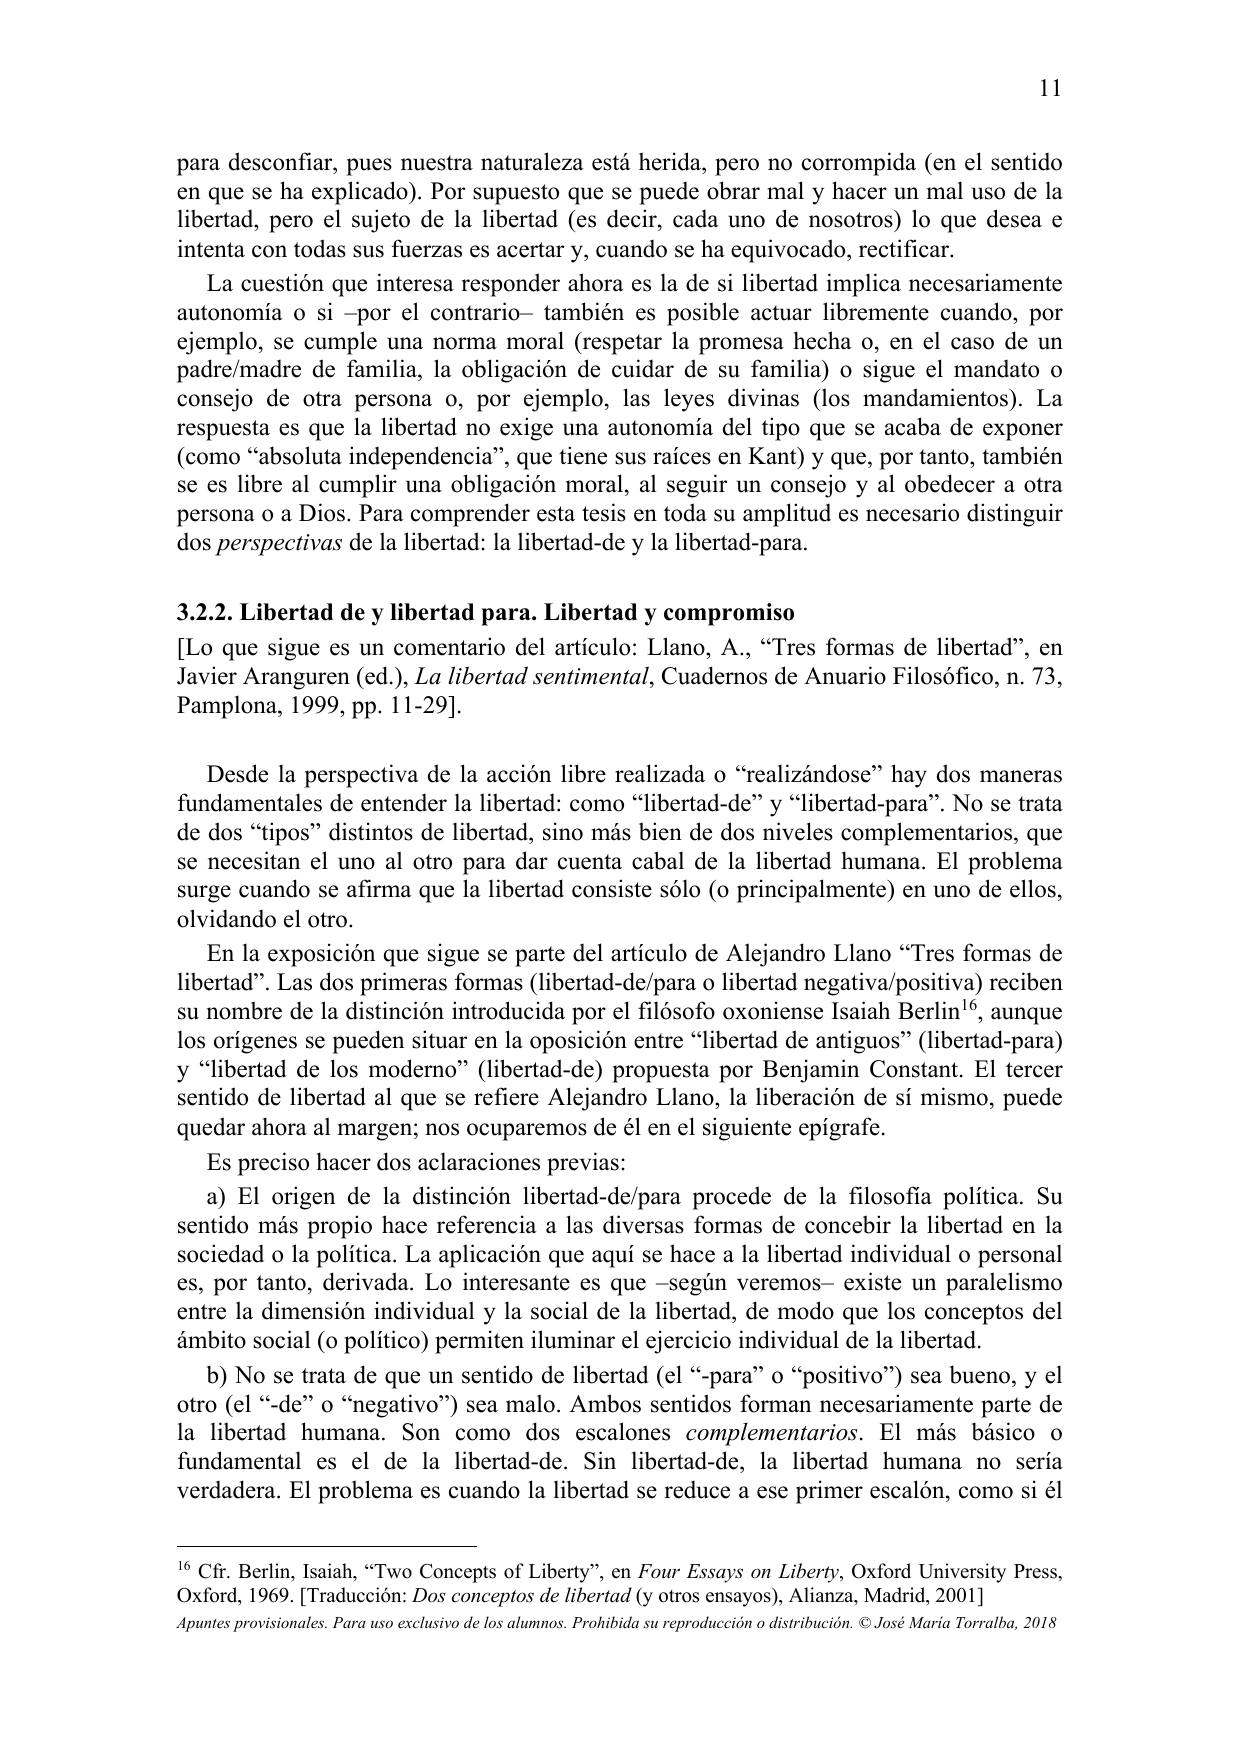 11
para desconfiar, pues nuestra naturaleza está herida, pero no corrompida (en el sentido
en que se ha explicado). Por supuesto que se puede obrar mal y hacer un mal uso de la
libertad, pero el sujeto de la libertad (es decir, cada uno de nosotros) lo que desea e
intenta con todas sus fuerzas es acertar y, cuando se ha equivocado, rectificar.
La cuestión que interesa responder ahora es la de si libertad implica necesariamente
autonomía o si –por el contrario– también es posible actuar libremente cuando, por
ejemplo, se cumple una norma moral (respetar la promesa hecha o, en el caso de un
padre/madre de familia, la obligación de cuidar de su familia) o sigue el mandato o
consejo de otra persona o, por ejemplo, las leyes divinas (los mandamientos). La
respuesta es que la libertad no exige una autonomía del tipo que se acaba de exponer
(como “absoluta independencia”, que tiene sus raíces en Kant) y que, por tanto, también
se es libre al cumplir una obligación moral, al seguir un consejo y al obedecer a otra
persona o a Dios. Para comprender esta tesis en toda su amplitud es necesario distinguir
dos perspectivas de la libertad: la libertad-de y la libertad-para.
3.2.2. Libertad de y libertad para. Libertad y compromiso
[Lo que sigue es un comentario del artículo: Llano, A., “Tres formas de libertad”, en
Javier Aranguren (ed.), La libertad sentimental, Cuadernos de Anuario Filosófico, n. 73,
Pamplona, 1999, pp. 11-29].
Desde la perspectiva de la acción libre realizada o “realizándose” hay dos maneras
fundamentales de entender la libertad: como “libertad-de” y “libertad-para”. No se trata
de dos “tipos” distintos de libertad, sino más bien de dos niveles complementarios, que
se necesitan el uno al otro para dar cuenta cabal de la libertad humana. El problema
surge cuando se afirma que la libertad consiste sólo (o principalmente) en uno de ellos,
olvidando el otro.
En la exposición que sigue se parte del artículo de Alejandro Llano “Tres formas de
libertad”. Las dos primeras formas (libertad-de/para o libertad negativa/positiva) reciben
su nombre de la distinción introducida por el filósofo oxoniense Isaiah Berlin16, aunque
los orígenes se pueden situar en la oposición entre “libertad de antiguos” (libertad-para)
y “libertad de los moderno” (libertad-de) propuesta por Benjamin Constant. El tercer
sentido de libertad al que se refiere Alejandro Llano, la liberación de sí mismo, puede
quedar ahora al margen; nos ocuparemos de él en el siguiente epígrafe.
Es preciso hacer dos aclaraciones previas:
a) El origen de la distinción libertad-de/para procede de la filosofía política. Su
sentido más propio hace referencia a las diversas formas de concebir la libertad en la
sociedad o la política. La aplicación que aquí se hace a la libertad individual o personal
es, por tanto, derivada. Lo interesante es que –según veremos– existe un paralelismo
entre la dimensión individual y la social de la libertad, de modo que los conceptos del
ámbito social (o político) permiten iluminar el ejercicio individual de la libertad.
b) No se trata de que un sentido de libertad (el “-para” o “positivo”) sea bueno, y el
otro (el “-de” o “negativo”) sea malo. Ambos sentidos forman necesariamente parte de
la libertad humana. Son como dos escalones complementarios. El más básico o
fundamental es el de la libertad-de. Sin libertad-de, la libertad humana no sería
verdadera. El problema es cuando la libertad se reduce a ese primer escalón, como si él
16 Cfr. Berlin, Isaiah, “Two Concepts of Liberty”, en Four Essays on Liberty, Oxford University Press,
Oxford, 1969. [Traducción: Dos conceptos de libertad (y otros ensayos), Alianza, Madrid, 2001]
Apuntes provisionales. Para uso exclusivo de los alumnos. Prohibida su reproducción o distribución. © José María Torralba, 2018